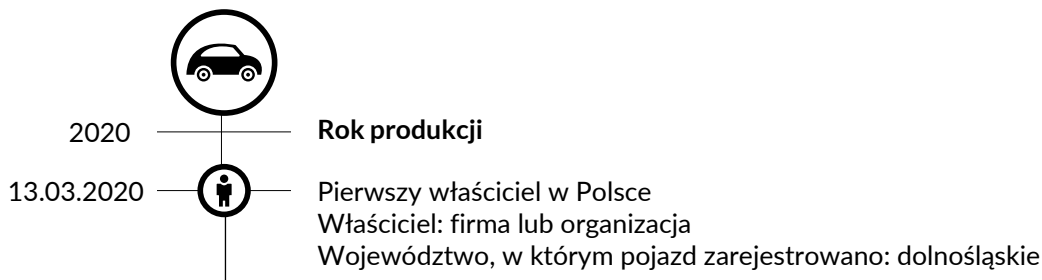 2020
Rok produkcji
13.03.2020
Pierwszy właściciel w Polsce
Właściciel: firma lub organizacja
Województwo, w którym pojazd zarejestrowano: dolnośląskie